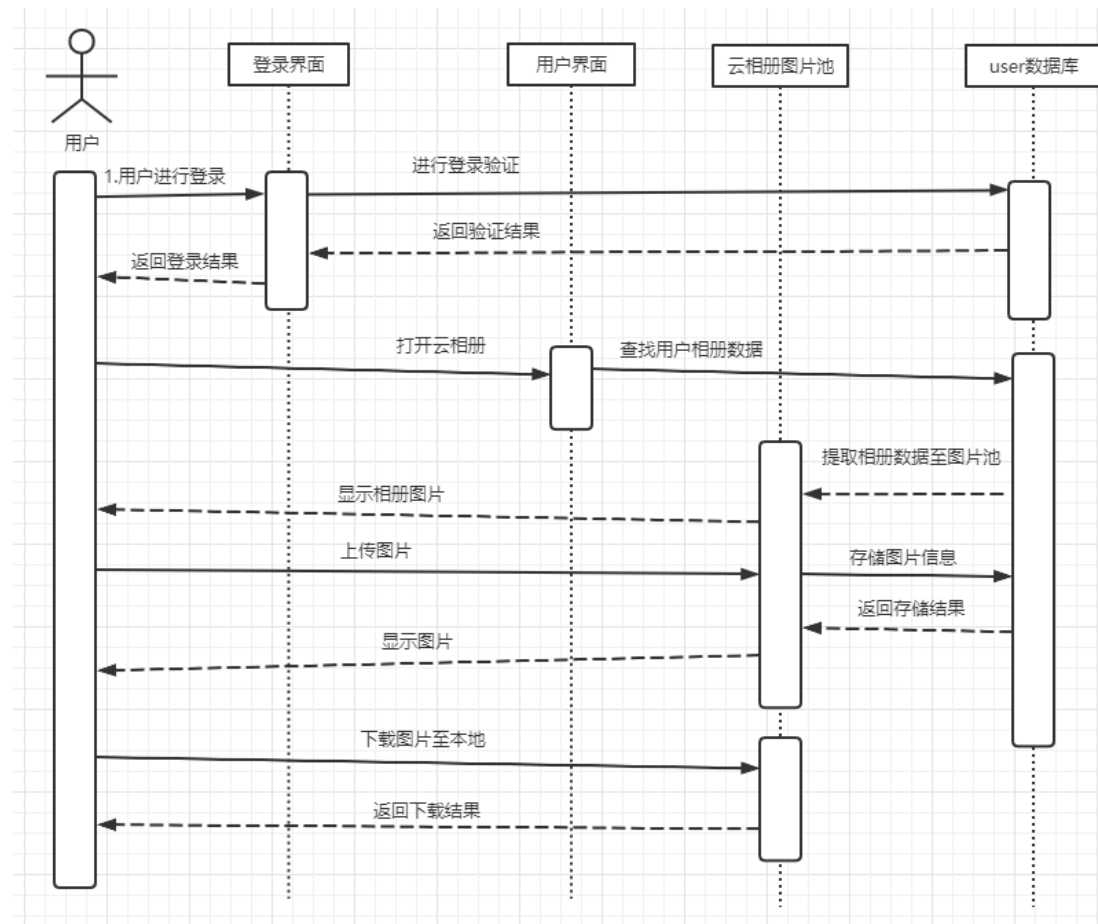 登录界面
用户界面
云相册图片池
user数据库
用户
1.用户进行登录
进行登录验证
返回验证结果
返回登录结果
打开云相册
查找用户相册数据
提取相册数据至图片池
显示相册图片
上传图片
存储图片信息
返回存储结果
显示图片
下载图片至本地
返回下载结果